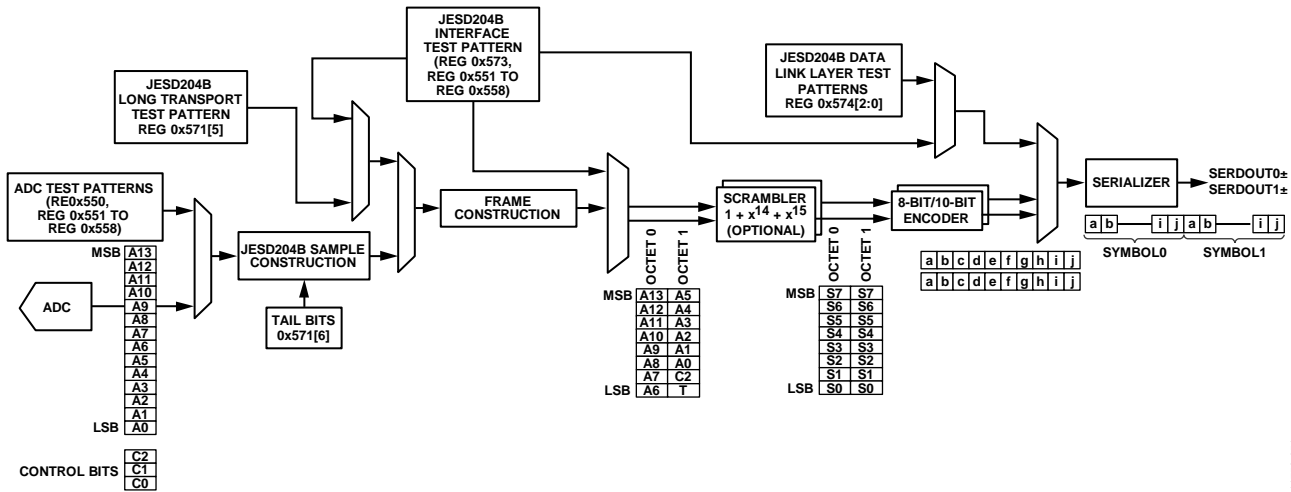 JESD204B
INTERFACE
TEST PATTERN
(REG 0x573,
REG 0x551 TO
REG 0x558)
JESD204B
LONG TRANSPORT
TEST PATTERN
REG 0x571[5]
JESD204B DATA
LINK LAYER TEST
PATTERNS
REG 0x574[2:0]
ADC TEST PATTERNS
(RE0x550,
REG 0x551 TO
REG 0x558)
ADC
MSB A13
A12
A11
A10
A9
A8
A7
A6
A5
A4
A3
A2
A1
LSB A0
CONTROL BITS
C2
C1
C0
JESD204B SAMPLE
CONSTRUCTION
TAIL BITS
0x571[6]
FRAME
CONSTRUCTION
OCTET 0
OCTET 1
MSB A13 A5
A12 A4
A11 A3
A10 A2
A9 A1
A8 A0
A7 C2
LSB A6 T
SCRAMBLER
1 + x14 + x15
(OPTIONAL)
OCTET 0
OCTET 1
MSB S7 S7
S6 S6
S5 S5
S4 S4
S3 S3
S2 S2
S1 S1
LSB S0 S0
8-BIT/10-BIT
ENCODER
a b c d e f g h i j
a b c d e f g h i j
SERIALIZER
SERDOUT0±
SERDOUT1±
a b i j a b i j
SYMBOL0 SYMBOL1